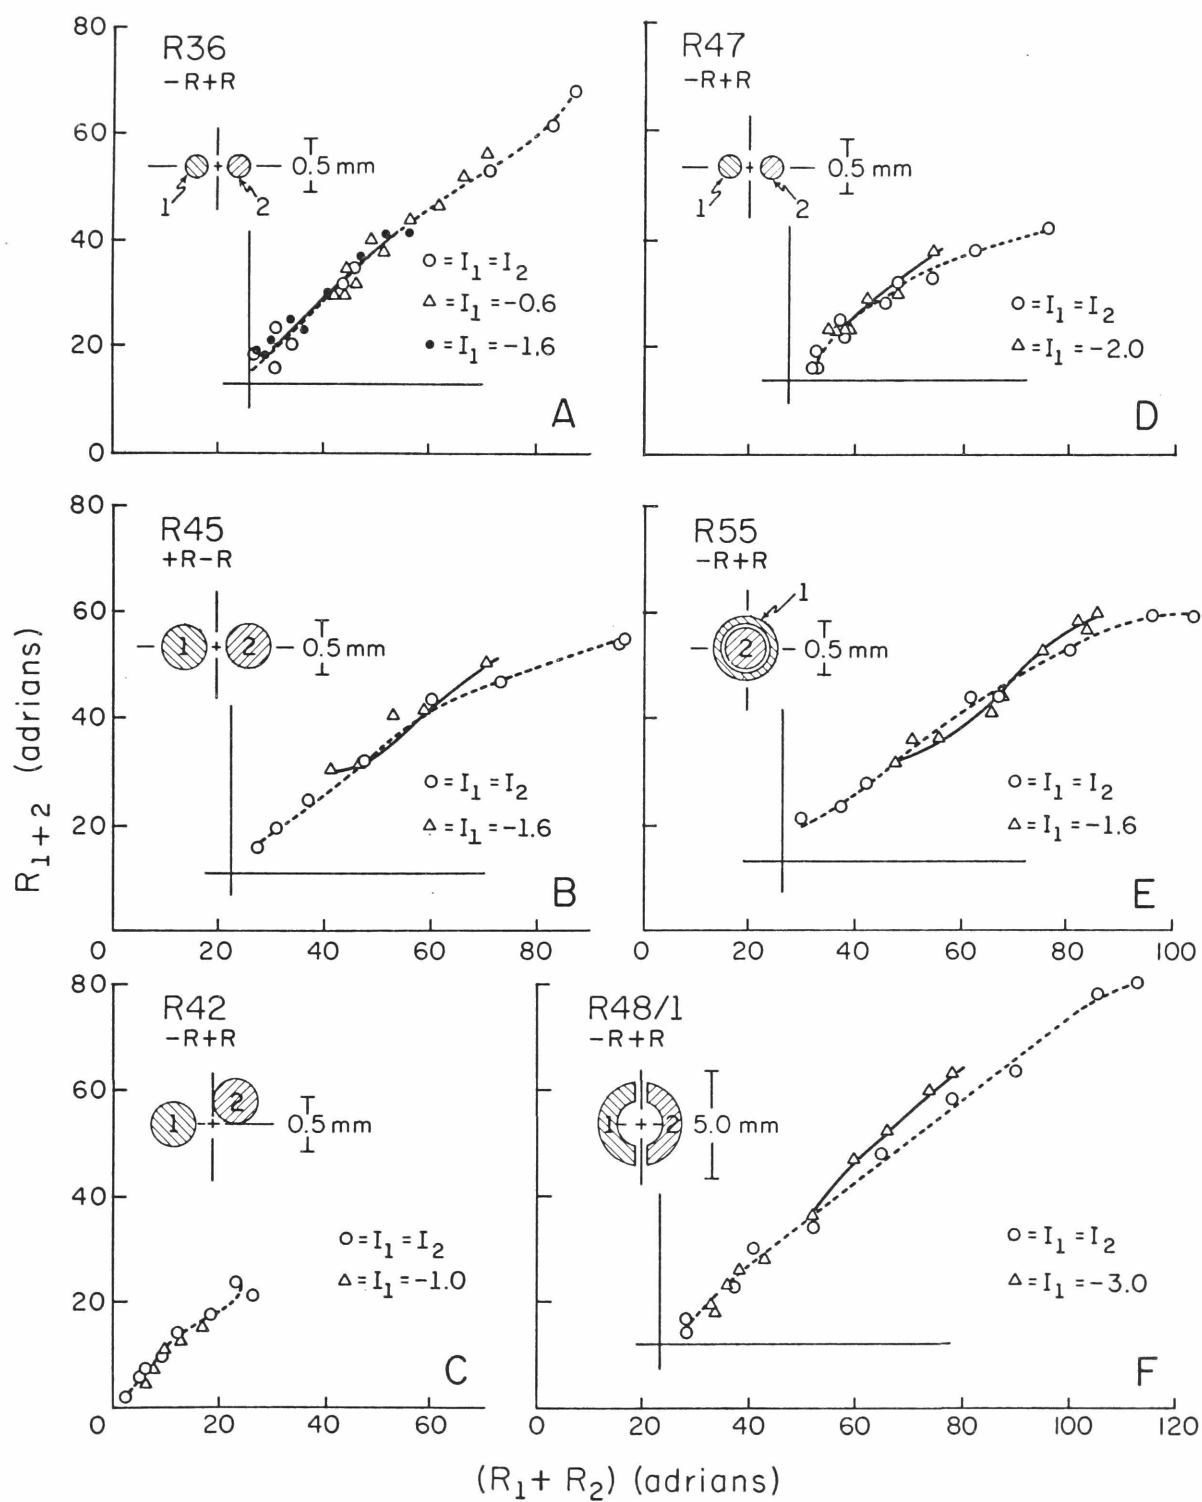 80
60
40
20
0
R36
−R+R
0.5 mm
1
2
○ = I₁ = I₂
△ = I₁ = −0.6
● = I₁ = −1.6
A
R47
−R+R
0.5 mm
1
2
○ = I₁ = I₂
△ = I₁ = −2.0
D
80
60
40
20
R45
+R−R
1
2
0.5 mm
○ = I₁ = I₂
△ = I₁ = −1.6
B
0 20 40 60 80
R55
−R+R
1
2
0.5 mm
○ = I₁ = I₂
△ = I₁ = −1.6
E
0 20 40 60 80 100
80
60
40
20
R42
−R+R
1
2
0.5 mm
○ = I₁ = I₂
△ = I₁ = −1.0
C
0 20 40 60
R48/1
−R+R
1
2
5.0 mm
○ = I₁ = I₂
△ = I₁ = −3.0
F
0 20 40 60 80 100 120
R₁₊₂ (adrians)
(R₁ + R₂) (adrians)